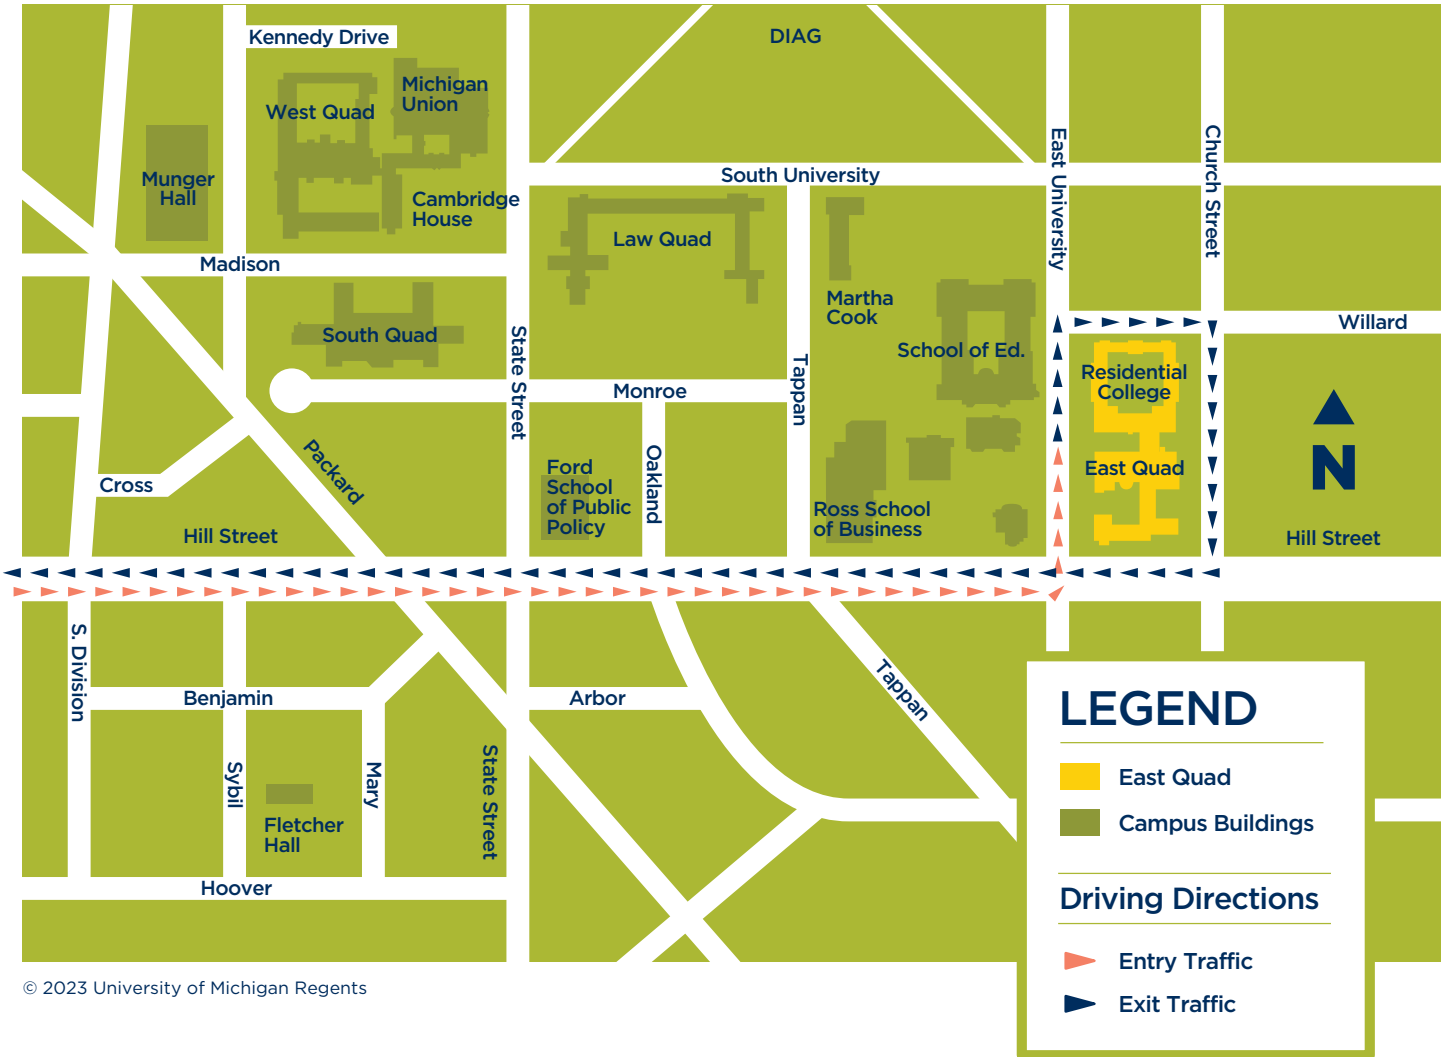 Kennedy Drive
DIAG
Michigan
Union
West Quad
Munger
Hall
Cambridge
House
South University
East University
Church Street
Law Quad
Madison
Martha
Cook
South Quad
State Street
School of Ed.
Willard
Tappan
Residential
College
Monroe
N
Packard
Oakland
Cross
Ford
School
of Public
Policy
East Quad
Ross School
of Business
Hill Street
Hill Street
S. Division
Benjamin
Arbor
Tappan
Sybil
Mary
State Street
Fletcher
Hall
Hoover
LEGEND
East Quad
Campus Buildings
Driving Directions
Entry Traffic
Exit Traffic
© 2023 University of Michigan Regents